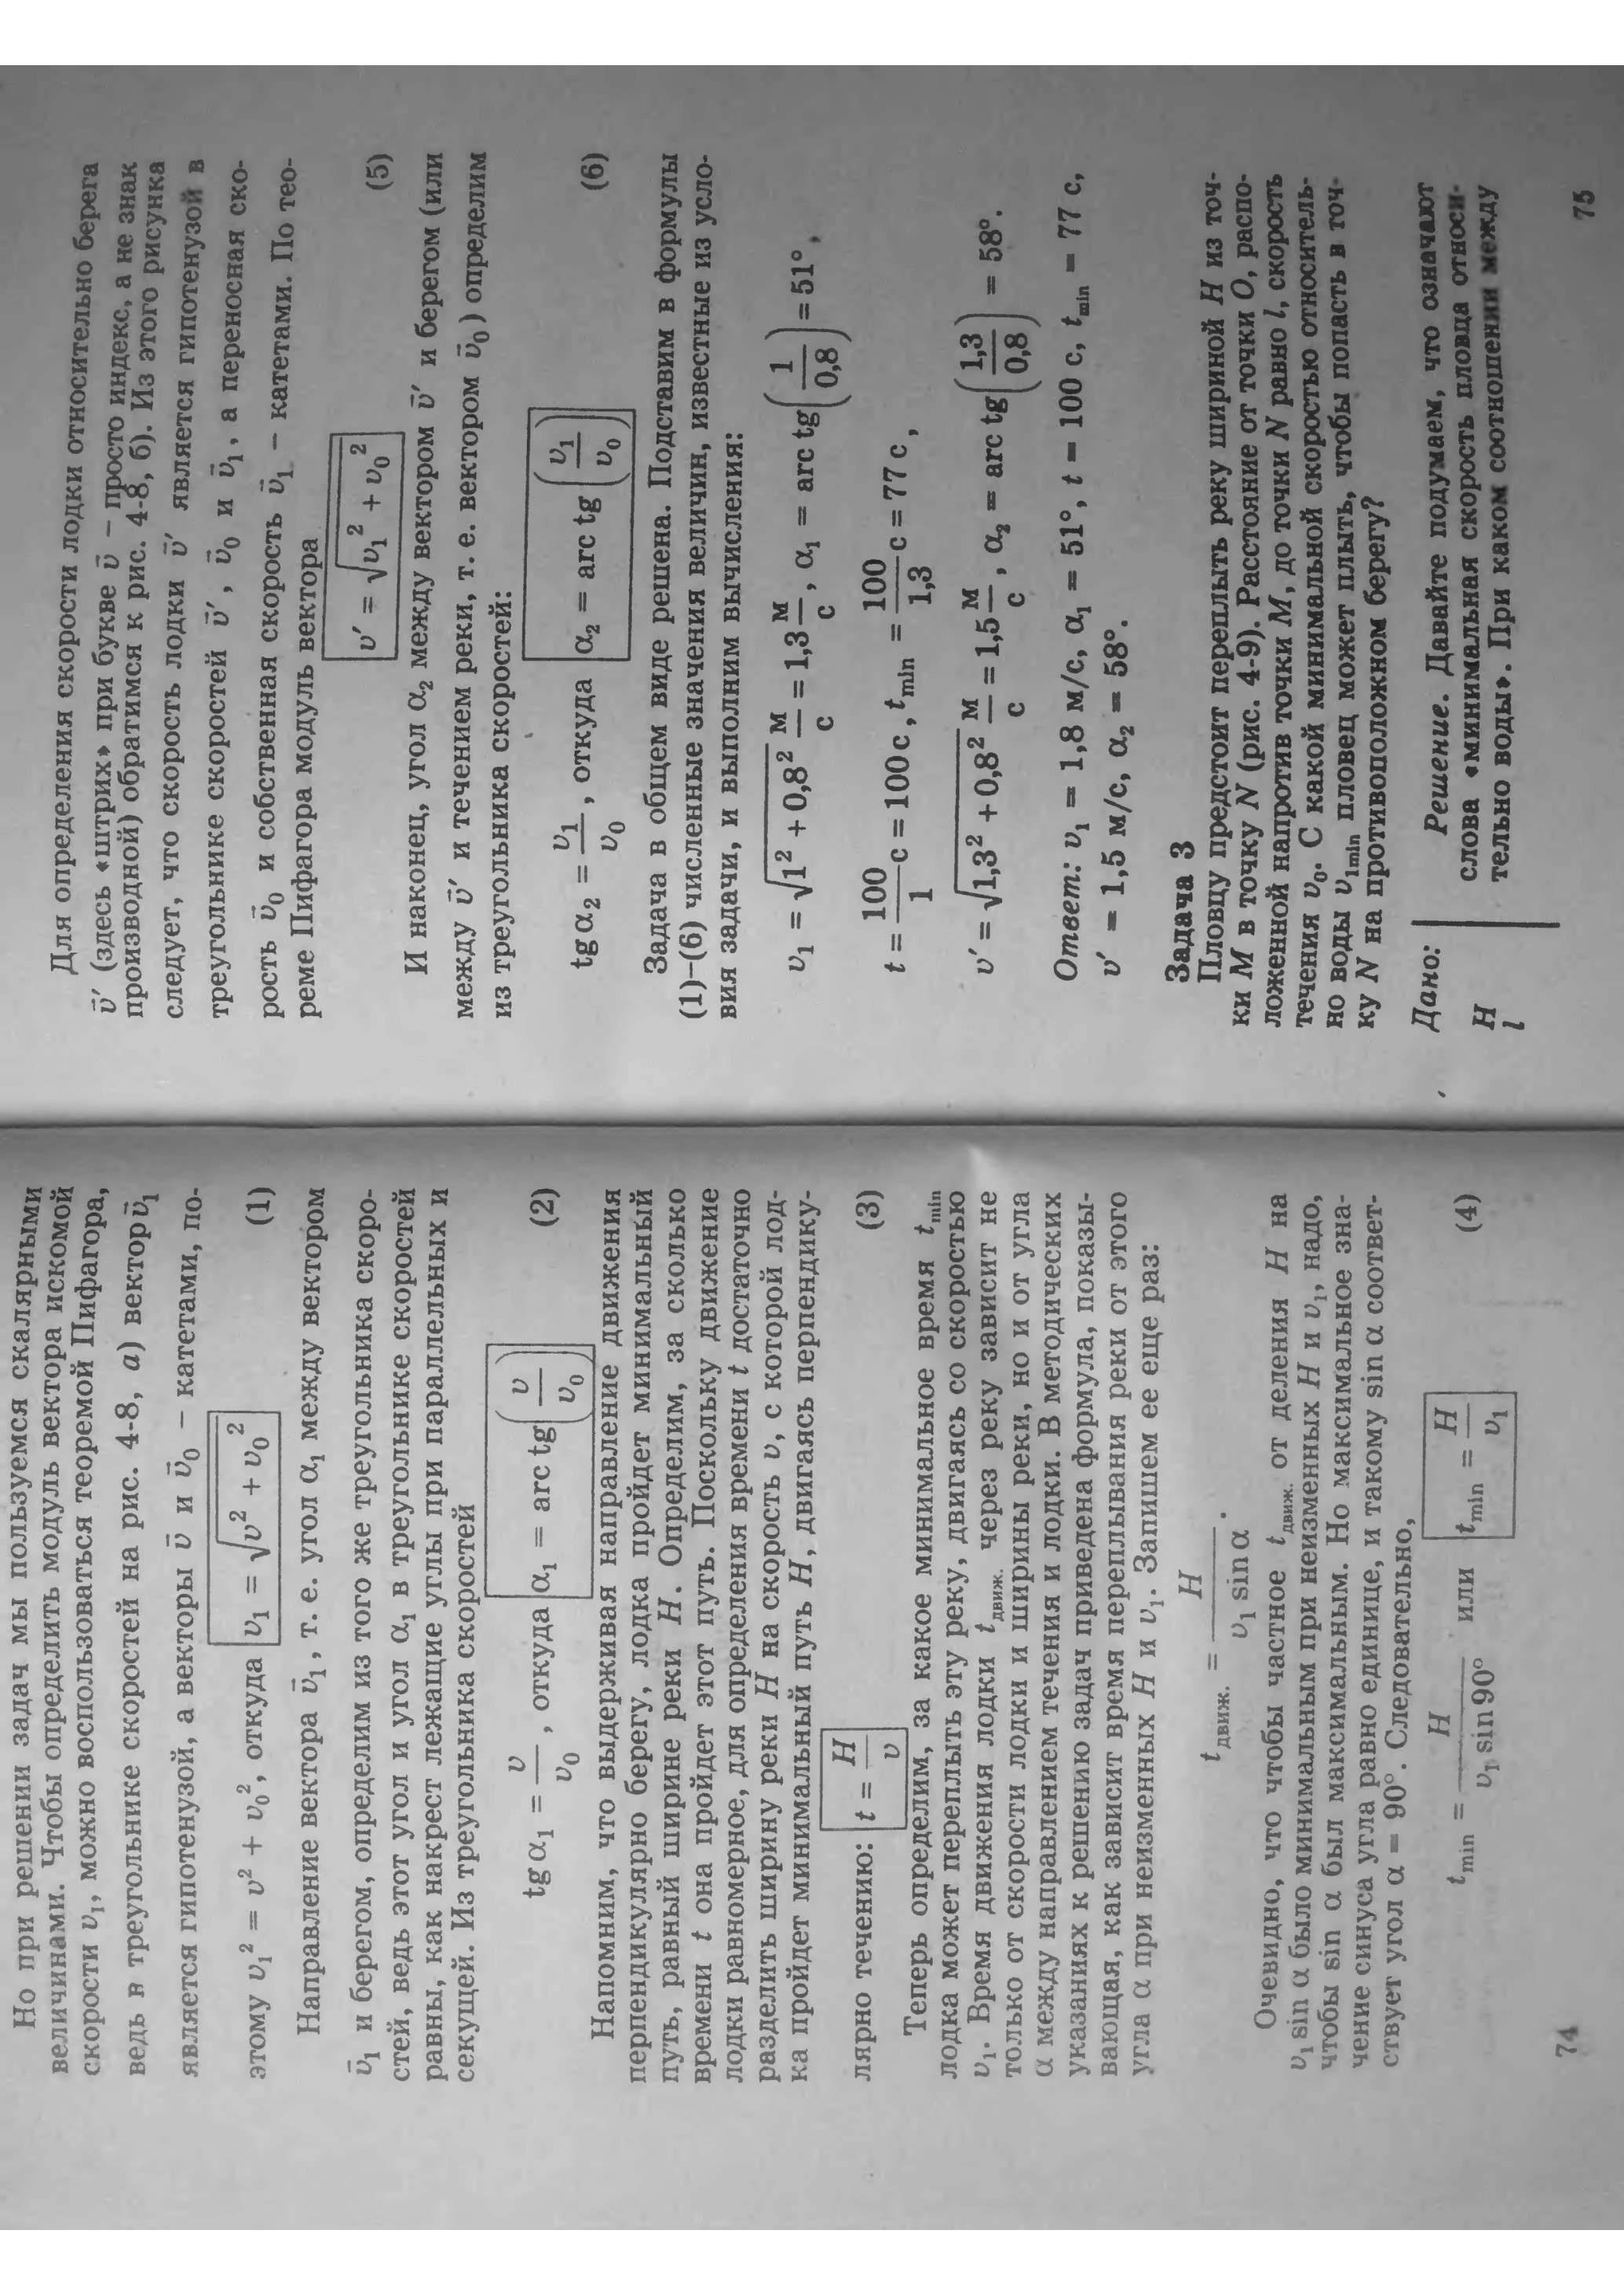 Но при решении задач мы пользуемся скалярными
величинами. Чтобы определить модуль вектора искомой
скорости v₁, можно воспользоваться теоремой Пифагора,
ведь в треугольнике скоростей на рис. 4-8, а) вектор v̄₁
является гипотенузой, а векторы v̄ и v̄₀ – катетами, по-
этому v₁² = v² + v₀², откуда v₁ = √(v² + v₀²) (1)
Направление вектора v̄₁, т. е. угол α₁ между вектором
v̄₁ и берегом, определим из того же треугольника скоро-
стей, ведь этот угол и угол α₁ в треугольнике скоростей
равны, как накрест лежащие углы при параллельных и
секущей. Из треугольника скоростей
tg α₁ = v/v₀, откуда α₁ = arc tg (v/v₀) (2)
Напомним, что выдерживая направление движения
перпендикулярно берегу, лодка пройдет минимальный
путь, равный ширине реки H. Определим, за сколько
времени t она пройдет этот путь. Поскольку движение
лодки равномерное, для определения времени t достаточно
разделить ширину реки H на скорость v, с которой лод-
ка пройдет минимальный путь H, двигаясь перпендику-
лярно течению: t = H/v (3)
Теперь определим, за какое минимальное время t min
лодка может переплыть эту реку, двигаясь со скоростью
v₁. Время движения лодки t движ. через реку зависит не
только от скорости лодки и ширины реки, но и от угла
α между направлением течения и лодки. В методических
указаниях к решению задач приведена формула, показы-
вающая, как зависит время переплывания реки от этого
угла α при неизменных H и v₁. Запишем ее еще раз:
t движ. = H/(v₁ sin α).
Очевидно, что чтобы частное t движ. от деления H на
v₁ sin α было минимальным при неизменных H и v₁, надо,
чтобы sin α был максимальным. Но максимальное зна-
чение синуса угла равно единице, и такому sin α соответ-
ствует угол α = 90°. Следовательно,
t min = H/(v₁ sin 90°) или t min = H/v₁ (4)
74
Для определения скорости лодки относительно берега
v̄′ (здесь «штрих» при букве v̄ – просто индекс, а не знак
производной) обратимся к рис. 4-8, б). Из этого рисунка
следует, что скорость лодки v̄′ является гипотенузой в
треугольнике скоростей v̄′, v̄₀ и v̄₁, а переносная ско-
рость v̄₀ и собственная скорость v̄₁ – катетами. По тео-
реме Пифагора модуль вектора
v′ = √(v₁² + v₀²) (5)
И наконец, угол α₂ между вектором v̄′ и берегом (или
между v̄′ и течением реки, т. е. вектором v̄₀) определим
из треугольника скоростей:
tg α₂ = v₁/v₀, откуда α₂ = arc tg (v₁/v₀) (6)
Задача в общем виде решена. Подставим в формулы
(1)–(6) численные значения величин, известные из усло-
вия задачи, и выполним вычисления:
v₁ = √(1² + 0,8²) м/с = 1,3 м/с, α₁ = arc tg (1/0,8) = 51°,
t = 100/1 с = 100 с, t min = 100/1,3 с = 77 с,
v′ = √(1,3² + 0,8²) м/с = 1,5 м/с, α₂ = arc tg (1,3/0,8) = 58°.
Ответ: v₁ = 1,8 м/с, α₁ = 51°, t = 100 с, t min = 77 с,
v′ = 1,5 м/с, α₂ = 58°.
Задача 3
Пловцу предстоит переплыть реку шириной H из точ-
ки M в точку N (рис. 4-9). Расстояние от точки O, распо-
ложенной напротив точки M, до точки N равно l, скорость
течения v₀. С какой минимальной скоростью относитель-
но воды v₁min пловец может плыть, чтобы попасть в точ-
ку N на противоположном берегу?
Дано:
H
l
Решение. Давайте подумаем, что означают
слова «минимальная скорость пловца относи-
тельно воды». При каком соотношении между
75